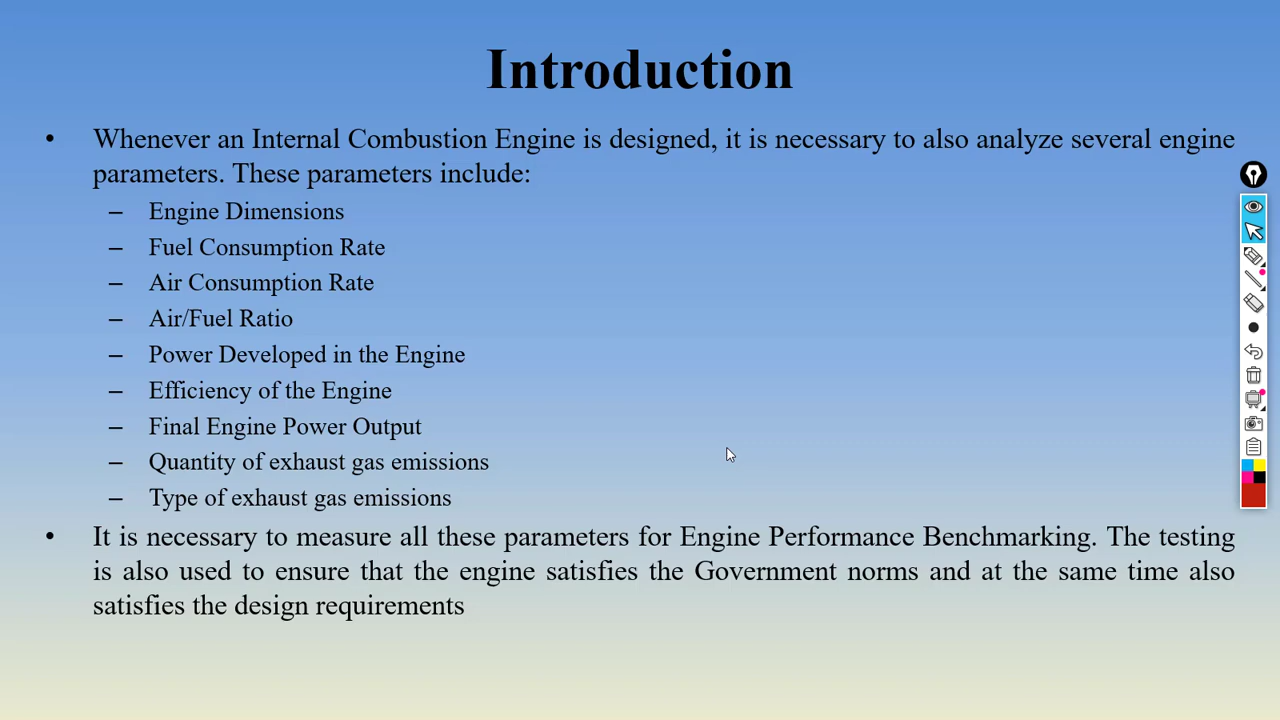 Introduction
• Whenever an Internal Combustion Engine is designed, it is necessary to also analyze several engine
parameters. These parameters include:
– Engine Dimensions
– Fuel Consumption Rate
– Air Consumption Rate
– Air/Fuel Ratio
– Power Developed in the Engine
– Efficiency of the Engine
– Final Engine Power Output
– Quantity of exhaust gas emissions
– Type of exhaust gas emissions
• It is necessary to measure all these parameters for Engine Performance Benchmarking. The testing
is also used to ensure that the engine satisfies the Government norms and at the same time also
satisfies the design requirements